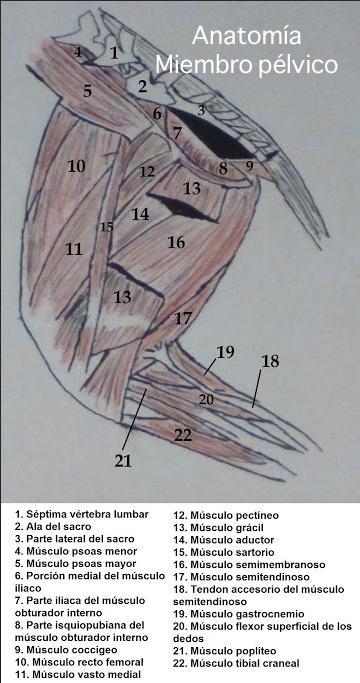 Anatomía
Miembro pélvico
4
1
5
2
6
3
7
8
9
10
12
13
15
14
11
16
13
17
19
18
20
21
22
1. Séptima vértebra lumbar
2. Ala del sacro
3. Parte lateral del sacro
4. Músculo psoas menor
5. Músculo psoas mayor
6. Porción medial del músculo
iliaco
7. Parte iliaca del músculo
obturador interno
8. Parte isquiopubiana del
músculo obturador interno
9. Músculo coccigeo
10. Músculo recto femoral
11. Músculo vasto medial
12. Músculo pectíneo
13. Músculo grácil
14. Músculo aductor
15. Músculo sartorio
16. Músculo semimembranoso
17. Músculo semitendinoso
18. Tendon accesorio del músculo
semitendinoso
19. Músculo gastrocnemio
20. Músculo flexor superficial de los
dedos
21. Músculo poplíteo
22. Músculo tibial craneal